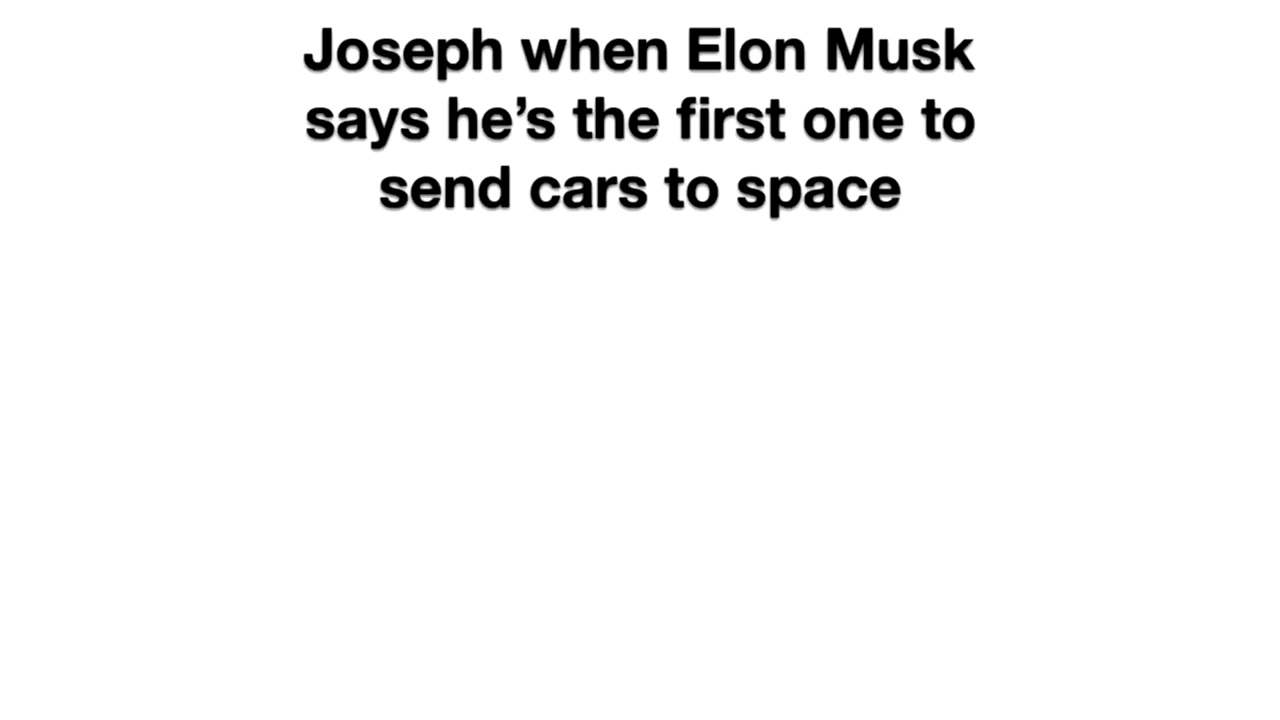 Joseph when Elon Musk
says he’s the first one to
send cars to space